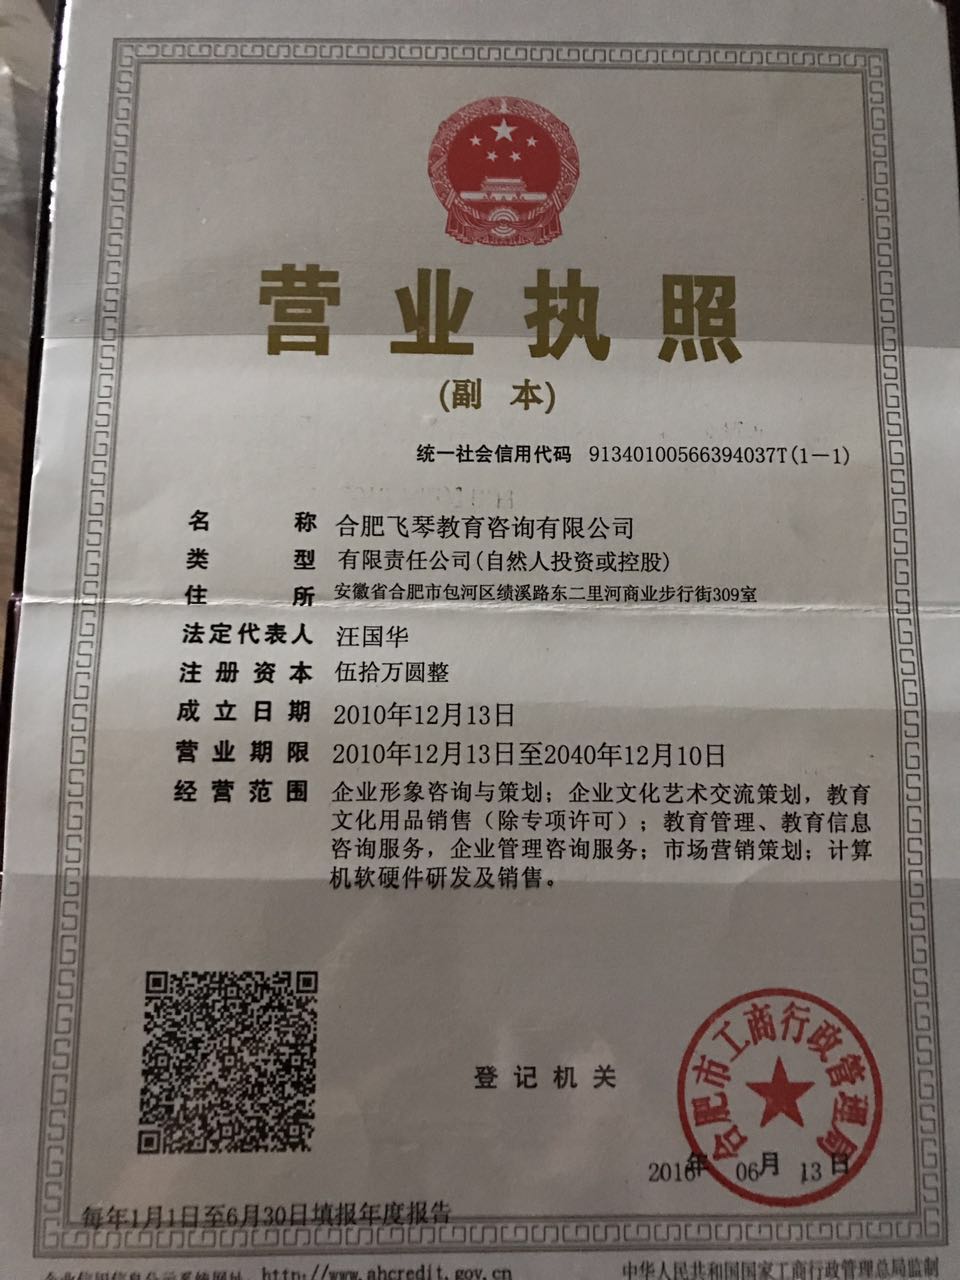 营业执照
(副 本)
统一社会信用代码 91340100566394037T(1-1)
名称 合肥飞琴教育咨询有限公司
类型 有限责任公司(自然人投资或控股)
住所 安徽省合肥市包河区绩溪路东二里河商业步行街309室
法定代表人 汪国华
注册资本 伍拾万圆整
成立日期 2010年12月13日
营业期限 2010年12月13日至2040年12月10日
经营范围 企业形象咨询与策划；企业文化艺术交流策划，教育
文化用品销售（除专项许可）；教育管理、教育信息
咨询服务，企业管理咨询服务；市场营销策划；计算
机软硬件研发及销售。
登记机关
合肥市工商行政管理局
2016年 06月 13日
每年1月1日至6月30日填报年度报告
企业信用信息公示系统网址: http://www.ahcredit.gov.cn
中华人民共和国国家工商行政管理总局监制